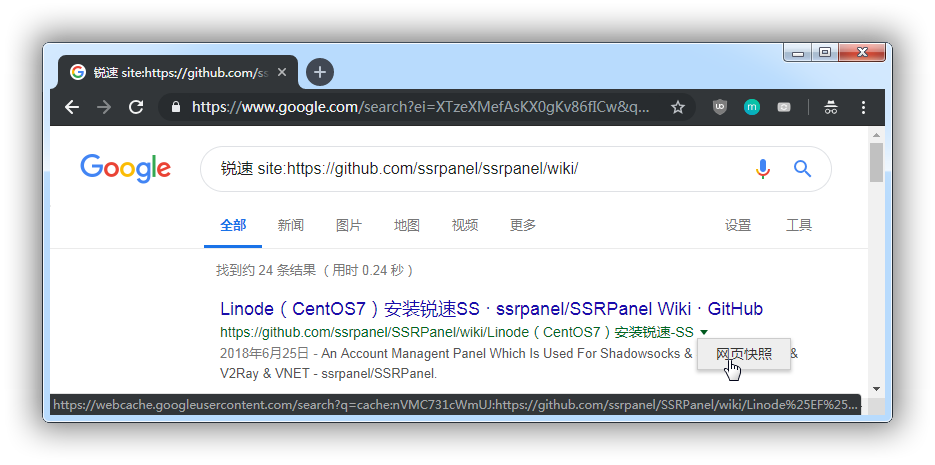 锐速 site:https://github.com/ss
https://www.google.com/search?ei=XTzeXMefAsKX0gKv86fICw&q...
Google
锐速 site:https://github.com/ssrpanel/ssrpanel/wiki/
全部 新闻 图片 地图 视频 更多 设置 工具
找到约 24 条结果 （用时 0.24 秒）
Linode（CentOS7）安装锐速SS · ssrpanel/SSRPanel Wiki · GitHub
https://github.com/ssrpanel/SSRPanel/wiki/Linode（CentOS7）安装锐速-SS
网页快照
2018年6月25日 - An Account Managent Panel Which Is Used For Shadowsocks & &
V2Ray & VNET - ssrpanel/SSRPanel.
https://webcache.googleusercontent.com/search?q=cache:nVMC731cWmUJ:https://github.com/ssrpanel/SSRPanel/wiki/Linode%25EF%25...